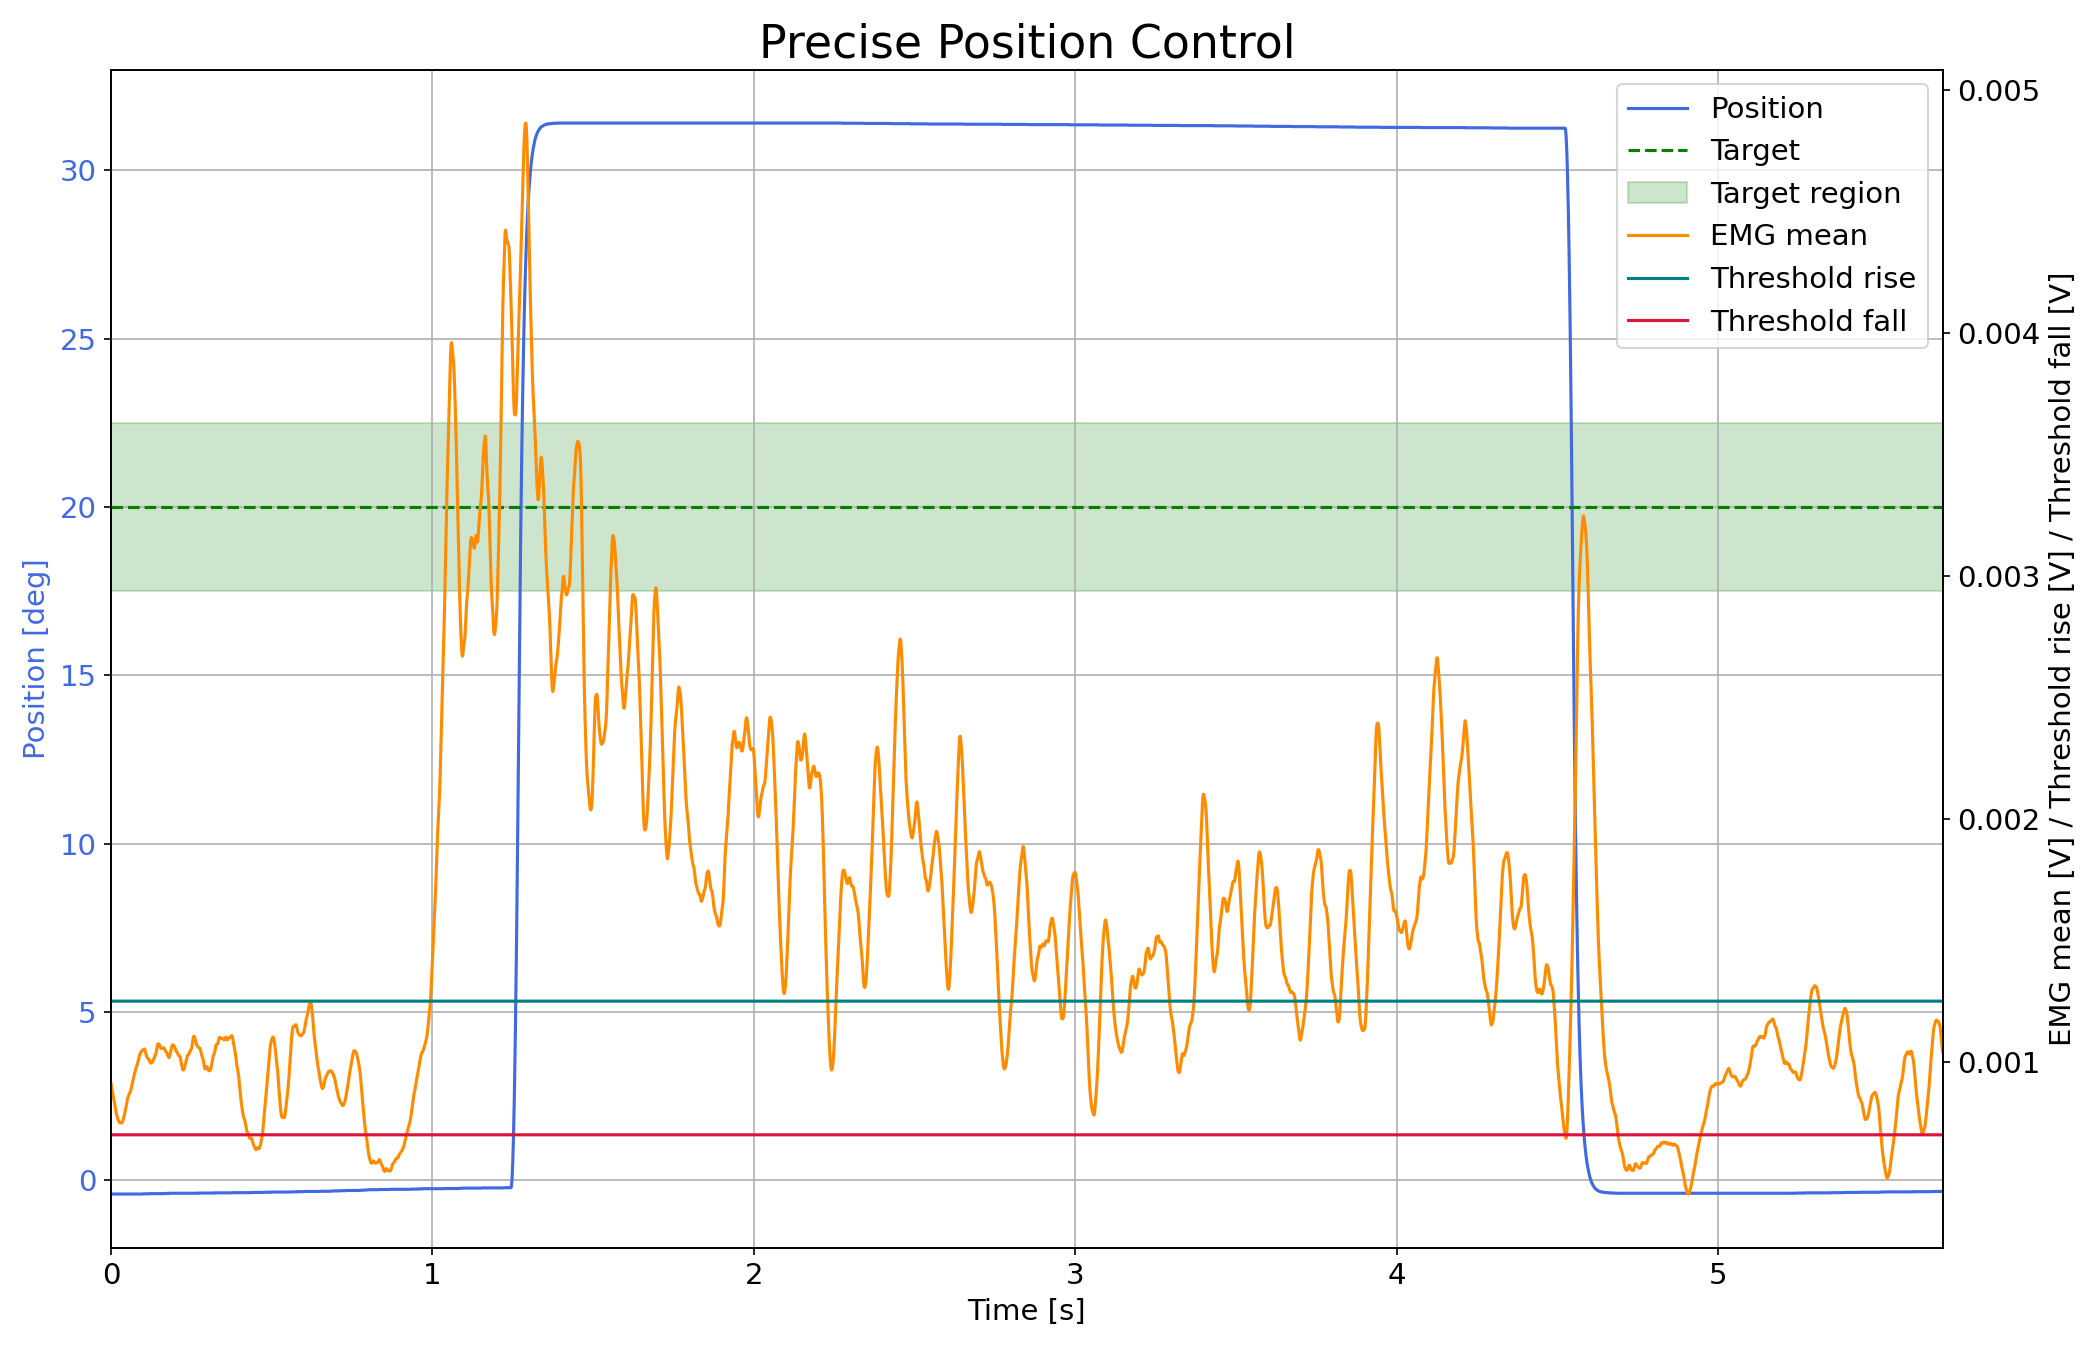 Precise Position Control
Position [deg]
30
25
20
15
10
5
0
0 1 2 3 4 5
Time [s]
0.005
0.004
0.003
0.002
0.001
EMG mean [V] / Threshold rise [V] / Threshold fall [V]
Position
Target
Target region
EMG mean
Threshold rise
Threshold fall